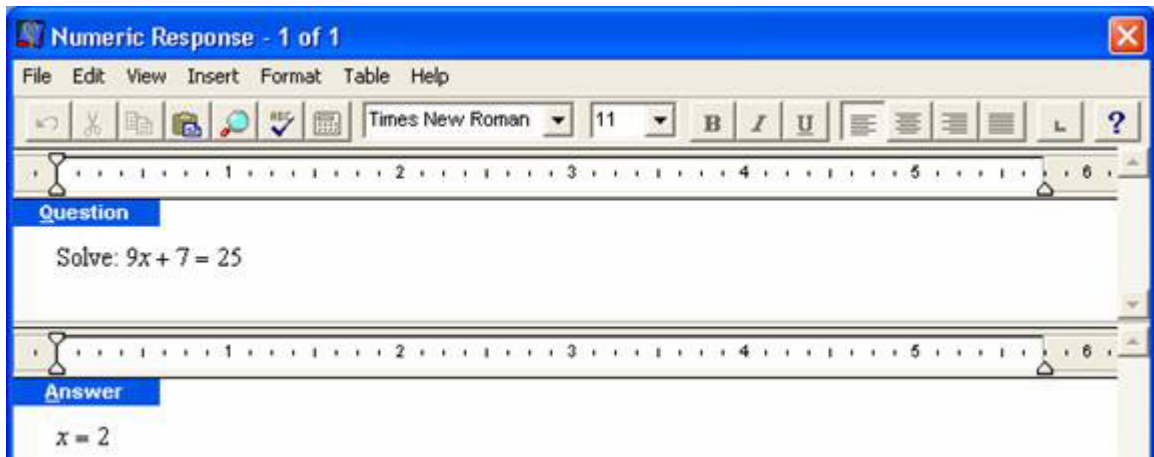 Numeric Response - 1 of 1
File Edit View Insert Format Table Help
ABC Times New Roman 11 B I U ?
1 2 3 4 5 6
Question
Solve: 9x + 7 = 25
1 2 3 4 5 6
Answer
x = 2